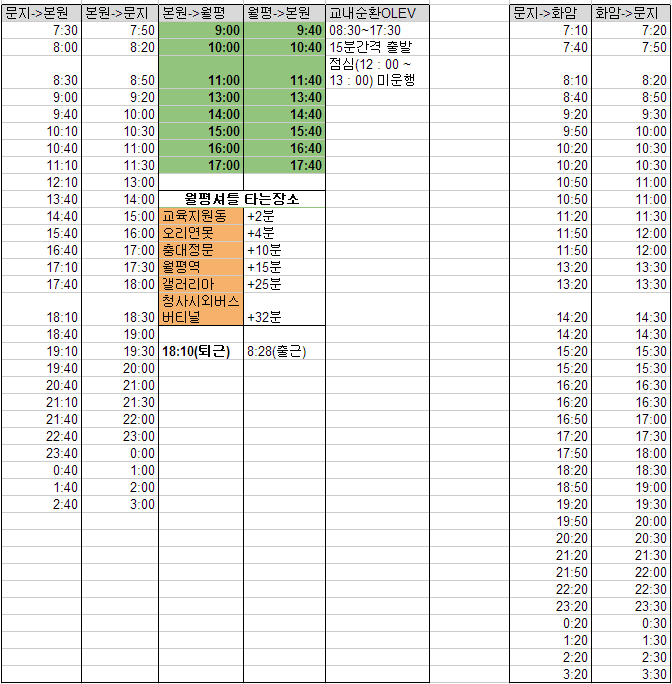 문지->본원 본원->문지 본원->월평 월평->본원 교내순환OLEV 문지->화암 화암->문지
7:30 7:50 9:00 9:40 08:30~17:30 7:10 7:20
8:00 8:20 10:00 10:40 15분간격 출발 7:40 7:50
점심(12 : 00 ~
8:30 8:50 11:00 11:40 13 : 00) 미운행 8:10 8:20
9:00 9:20 13:00 13:40 8:40 8:50
9:40 10:00 14:00 14:40 9:20 9:30
10:10 10:30 15:00 15:40 9:50 10:00
10:40 11:00 16:00 16:40 10:20 10:30
11:10 11:30 17:00 17:40 10:20 10:30
12:10 13:00 10:50 11:00
13:40 14:00 월평셔틀 타는장소 10:50 11:00
14:40 15:00 교육지원동 +2분 11:20 11:30
15:40 16:00 오리연못 +4분 11:50 12:00
16:40 17:00 충대정문 +10분 11:50 12:00
17:10 17:30 월평역 +15분 13:20 13:30
17:40 18:00 갤러리아 +25분 13:20 13:30
청사시외버스
18:10 18:30 버터널 +32분 14:20 14:30
18:40 19:00 14:20 14:30
19:10 19:30 18:10(퇴근) 8:28(출근) 15:20 15:30
19:40 20:00 15:20 15:30
20:40 21:00 16:20 16:30
21:10 21:30 16:20 16:30
21:40 22:00 16:50 17:00
22:40 23:00 17:20 17:30
23:40 0:00 17:50 18:00
0:40 1:00 18:20 18:30
1:40 2:00 18:50 19:00
2:40 3:00 19:20 19:30
19:50 20:00
20:20 20:30
21:20 21:30
21:50 22:00
22:20 22:30
23:20 23:30
0:20 0:30
1:20 1:30
2:20 2:30
3:20 3:30